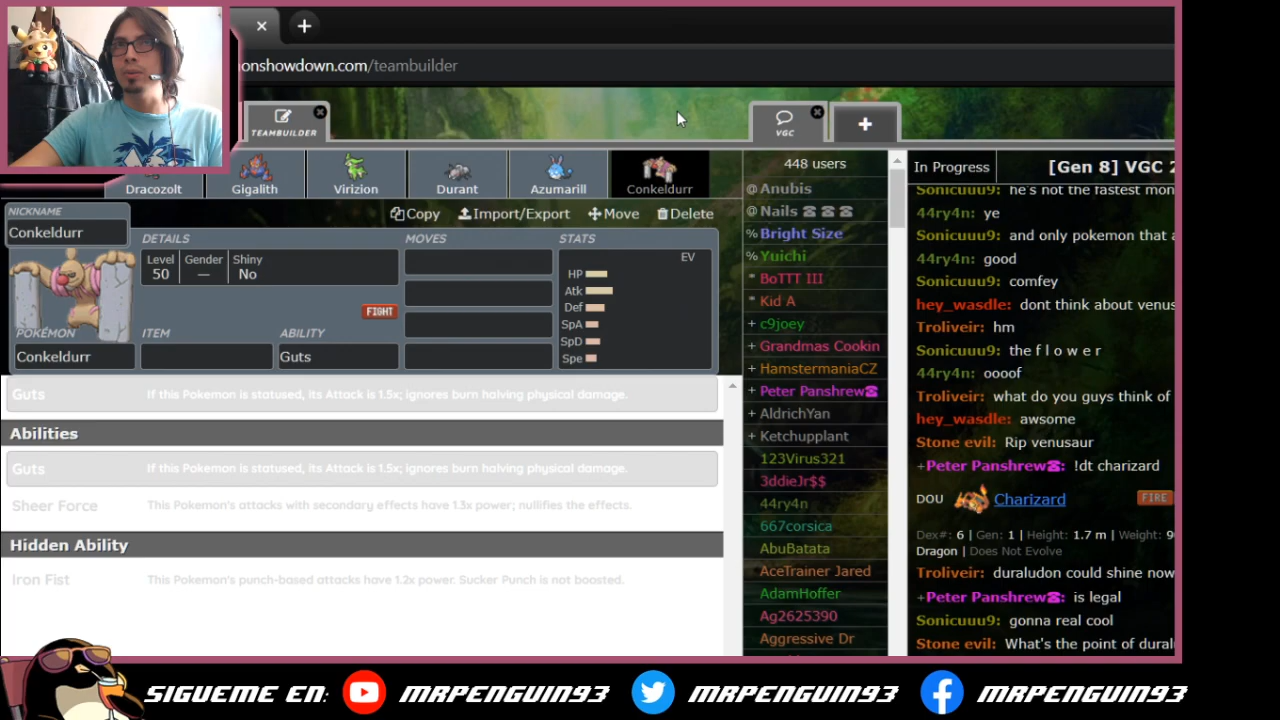 onshowdown.com/teambuilder
TEAMBUILDER
VGC
Dracozolt Gigalith Virizion Durant Azumarill Conkeldurr
448 users
In Progress [Gen 8] VGC 2
Copy Import/Export Move Delete
NICKNAME
Conkeldurr
DETAILS
Level Gender Shiny
50 — No
FIGHT
POKÉMON ITEM ABILITY
Conkeldurr Guts
MOVES
STATS
EV
HP
Atk
Def
SpA
SpD
Spe
Guts If this Pokemon is statused, its Attack is 1.5x; ignores burn halving physical damage.
Abilities
Guts If this Pokemon is statused, its Attack is 1.5x; ignores burn halving physical damage.
Sheer Force This Pokemon's attacks with secondary effects have 1.3x power; nullifies the effects.
Hidden Ability
Iron Fist This Pokemon's punch-based attacks have 1.2x power. Sucker Punch is not boosted.
@ Anubis
@ Nails ☎ ☎ ☎
% Bright Size
% Yuichi
* BoTTT III
* Kid A
+ c9joey
+ Grandmas Cookin
+ HamstermaniaCZ
+ Peter Panshrew☎
+ AldrichYan
+ Ketchupplant
123Virus321
3ddieJr$$
44ry4n
667corsica
AbuBatata
AceTrainer Jared
AdamHoffer
Ag2625390
Aggressive Dr
Sonicuuu9: he's not the fastest mon
44ry4n: ye
Sonicuuu9: and only pokemon that a
44ry4n: good
Sonicuuu9: comfey
hey_wasdle: dont think about venus
Troliveir: hm
Sonicuuu9: the f l o w e r
44ry4n: oooof
Troliveir: what do you guys think of
hey_wasdle: awsome
Stone evil: Rip venusaur
+Peter Panshrew☎: !dt charizard
DOU Charizard FIRE
Dex#: 6 | Gen: 1 | Height: 1.7 m | Weight: 9
Dragon | Does Not Evolve
Troliveir: duraludon could shine now
+Peter Panshrew☎: is legal
Sonicuuu9: gonna real cool
Stone evil: What's the point of dural
SIGUEME EN: MRPENGUIN93 MRPENGUIN93 MRPENGUIN93